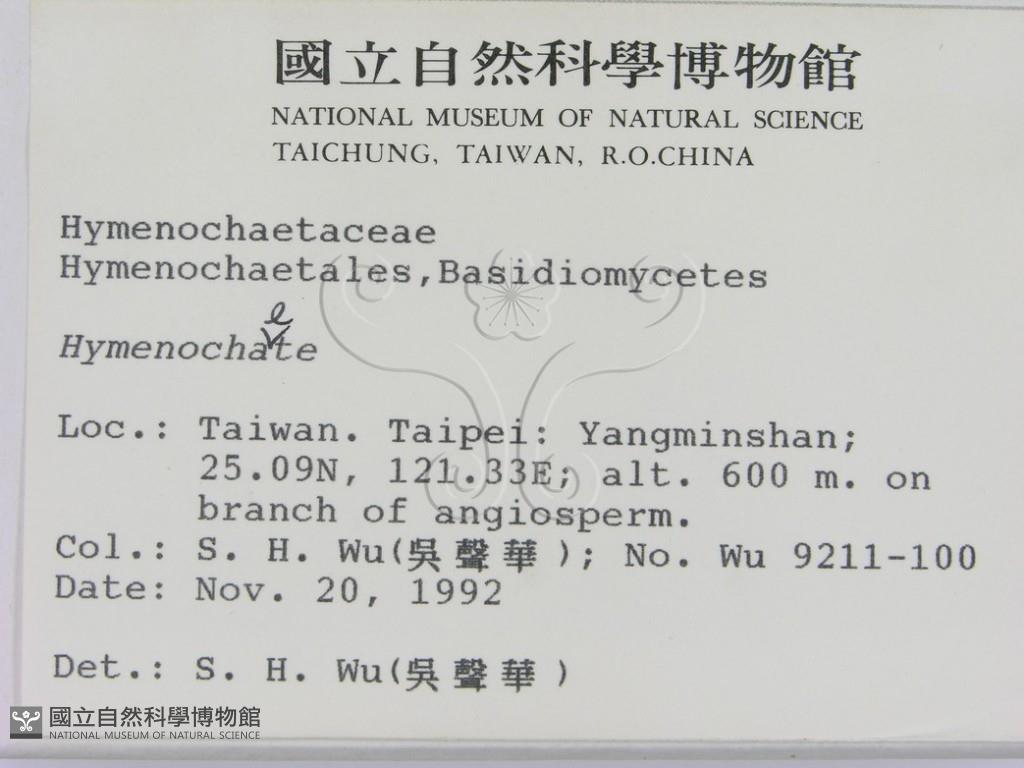 國立自然科學博物館
NATIONAL MUSEUM OF NATURAL SCIENCE
TAICHUNG, TAIWAN, R.O.CHINA
Hymenochaetaceae
Hymenochaetales,Basidiomycetes
e
Hymenochate
Loc.: Taiwan. Taipei: Yangminshan;
25.09N, 121.33E; alt. 600 m. on
branch of angiosperm.
Col.: S. H. Wu(吳聲華); No. Wu 9211-100
Date: Nov. 20, 1992
Det.: S. H. Wu(吳聲華)
國立自然科學博物館
NATIONAL MUSEUM OF NATURAL SCIENCE